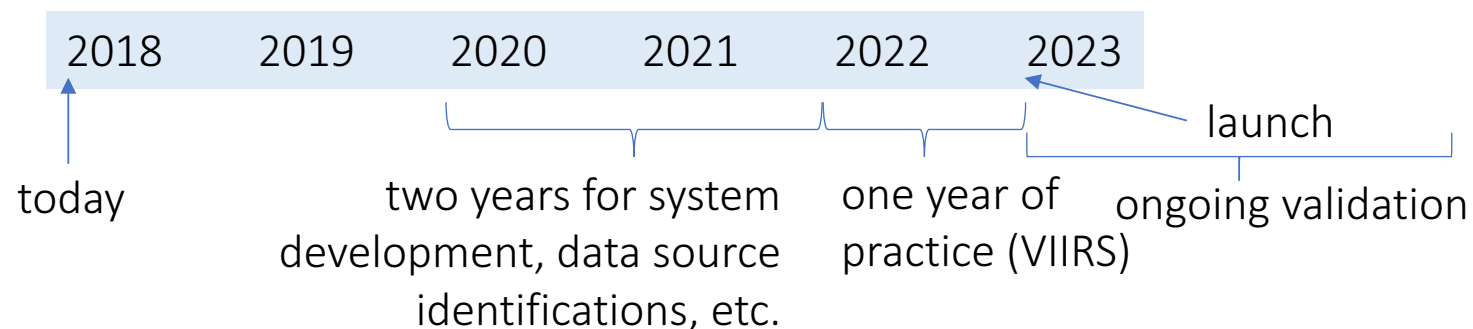 2018 2019 2020 2021 2022 2023
launch
today
two years for system
development, data source
identifications, etc.
one year of
practice (VIIRS)
ongoing validation